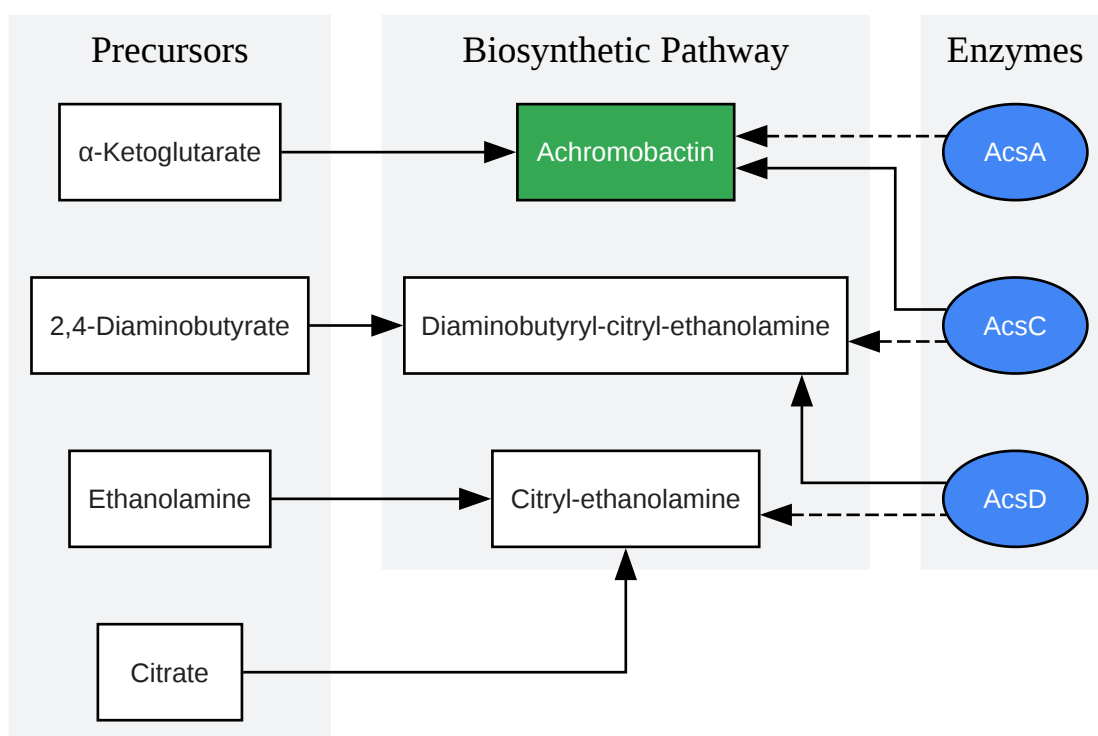 Precursors
Biosynthetic Pathway
Enzymes
α-Ketoglutarate
Achromobactin
AcsA
2,4-Diaminobutyrate
Diaminobutyryl-citryl-ethanolamine
AcsC
Ethanolamine
Citryl-ethanolamine
AcsD
Citrate